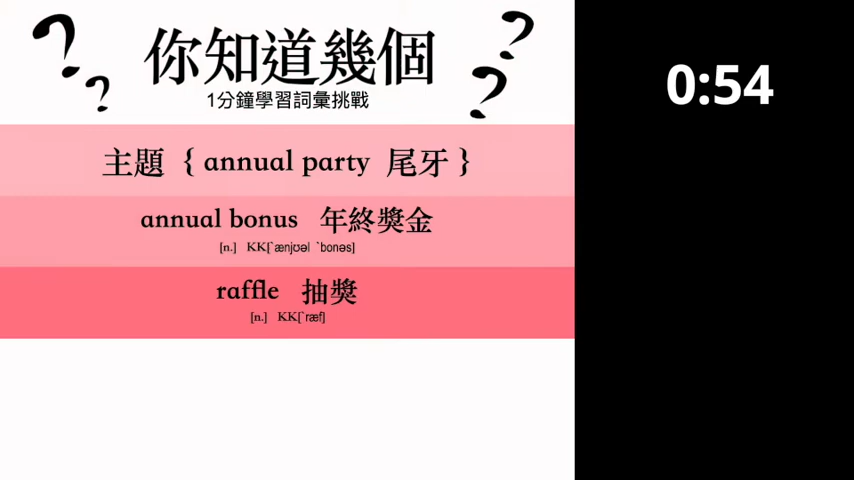 你知道幾個
1分鐘學習詞彙挑戰
0:54
主題 { annual party 尾牙 }
annual bonus 年終獎金
[n.] KK[ˋænjʊəl ˋbonəs]
raffle 抽獎
[n.] KK[ˋræf]